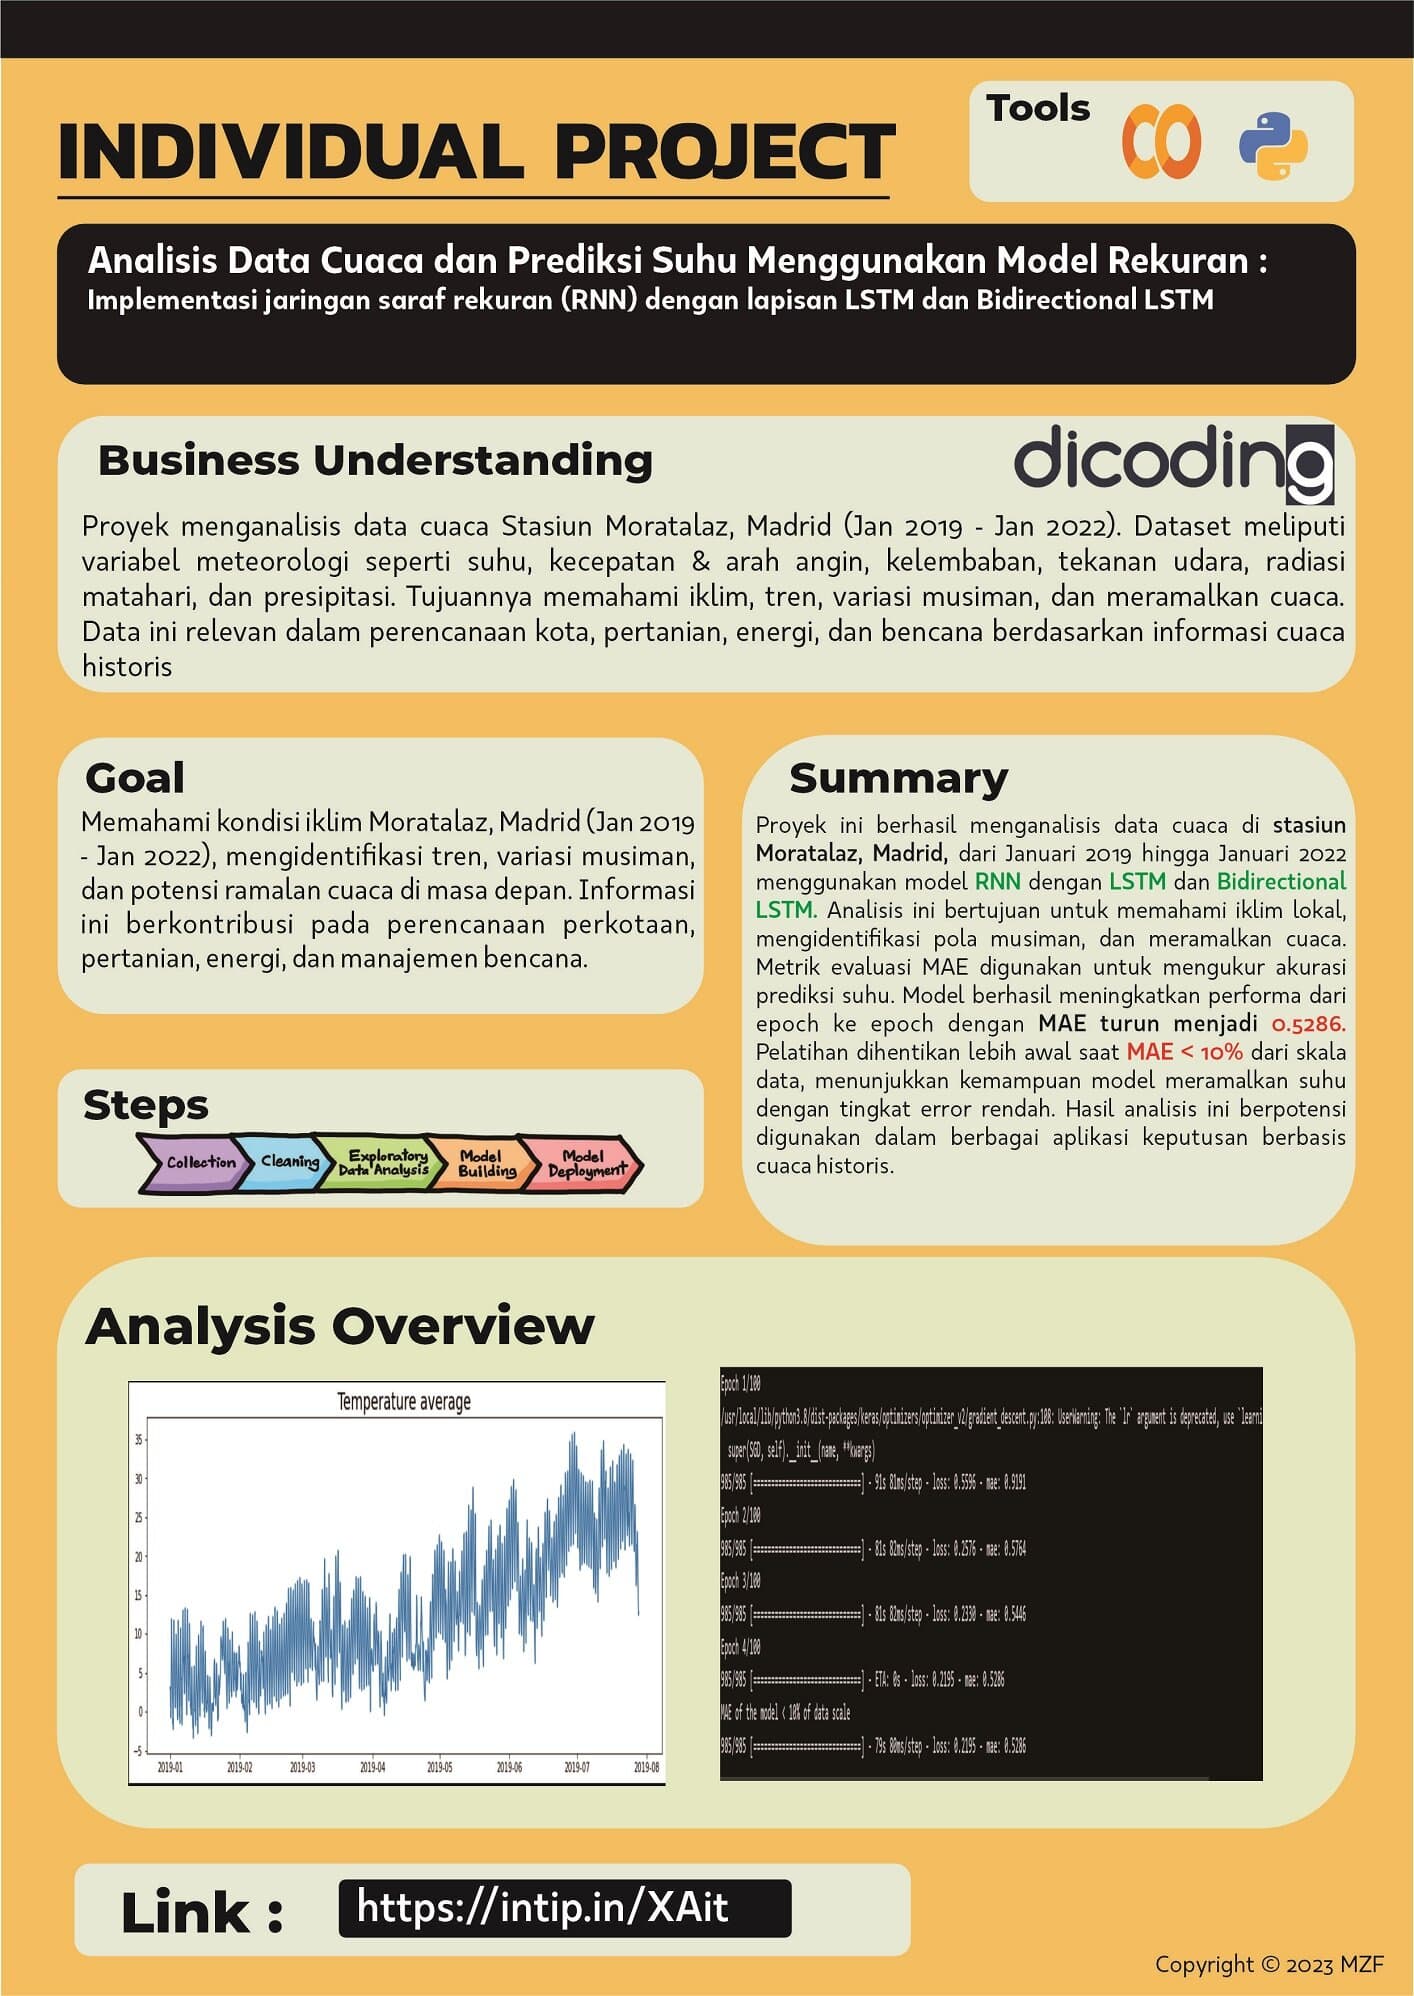 INDIVIDUAL PROJECT
Tools
Analisis Data Cuaca dan Prediksi Suhu Menggunakan Model Rekuran :
Implementasi jaringan saraf rekuran (RNN) dengan lapisan LSTM dan Bidirectional LSTM
Business Understanding
dicoding
Proyek menganalisis data cuaca Stasiun Moratalaz, Madrid (Jan 2019 - Jan 2022). Dataset meliputi
variabel meteorologi seperti suhu, kecepatan & arah angin, kelembaban, tekanan udara, radiasi
matahari, dan presipitasi. Tujuannya memahami iklim, tren, variasi musiman, dan meramalkan cuaca.
Data ini relevan dalam perencanaan kota, pertanian, energi, dan bencana berdasarkan informasi cuaca
historis
Goal
Memahami kondisi iklim Moratalaz, Madrid (Jan 2019
- Jan 2022), mengidentifikasi tren, variasi musiman,
dan potensi ramalan cuaca di masa depan. Informasi
ini berkontribusi pada perencanaan perkotaan,
pertanian, energi, dan manajemen bencana.
Steps
Collection
Cleaning
Exploratory
Data Analysis
Model
Building
Model
Deployment
Summary
Proyek ini berhasil menganalisis data cuaca di stasiun
Moratalaz, Madrid, dari Januari 2019 hingga Januari 2022
menggunakan model RNN dengan LSTM dan Bidirectional
LSTM. Analisis ini bertujuan untuk memahami iklim lokal,
mengidentifikasi pola musiman, dan meramalkan cuaca.
Metrik evaluasi MAE digunakan untuk mengukur akurasi
prediksi suhu. Model berhasil meningkatkan performa dari
epoch ke epoch dengan MAE turun menjadi 0.5286.
Pelatihan dihentikan lebih awal saat MAE < 10% dari skala
data, menunjukkan kemampuan model meramalkan suhu
dengan tingkat error rendah. Hasil analisis ini berpotensi
digunakan dalam berbagai aplikasi keputusan berbasis
cuaca historis.
Analysis Overview
Temperature average
35
30
25
20
15
10
5
0
-5
2019-01 2019-02 2019-03 2019-04 2019-05 2019-06 2019-07 2019-08
Epoch 1/100
/usr/local/lib/python3.8/dist-packages/keras/optimizers/optimizer_v2/gradient_descent.py:108: UserWarning: The `lr` argument is deprecated, use `learni
super(SGD, self).__init__(name, **kwargs)
985/985 [==============================] - 91s 81ms/step - loss: 0.5596 - mae: 0.9191
Epoch 2/100
985/985 [==============================] - 81s 82ms/step - loss: 0.2576 - mae: 0.5764
Epoch 3/100
985/985 [==============================] - 81s 82ms/step - loss: 0.2330 - mae: 0.5446
Epoch 4/100
985/985 [==============================] - ETA: 0s - loss: 0.2195 - mae: 0.5286
MAE of the model < 10% of data scale
985/985 [==============================] - 79s 80ms/step - loss: 0.2195 - mae: 0.5286
Link :
https://intip.in/XAit
Copyright © 2023 MZF